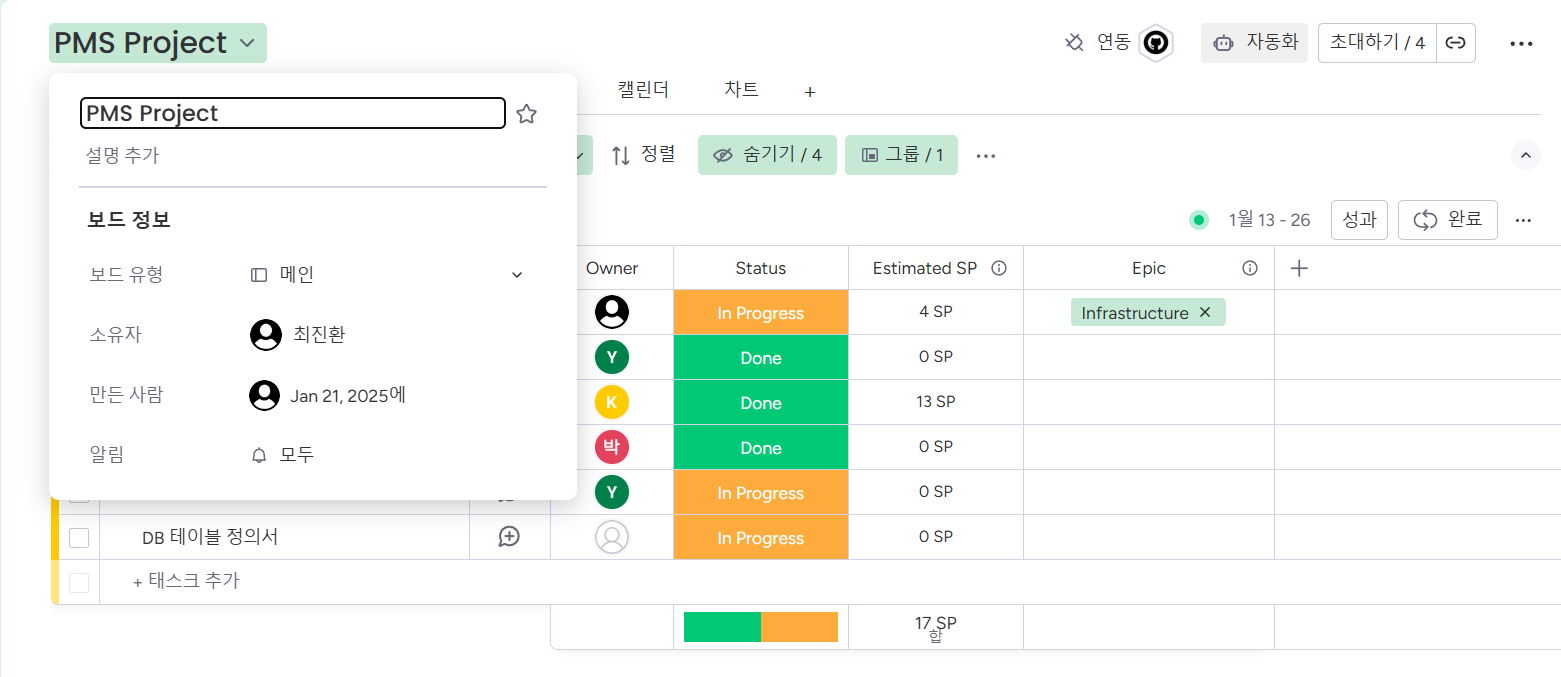 PMS Project
연동
자동화
초대하기 / 4
PMS Project
설명 추가
보드 정보
보드 유형 메인
소유자 최진환
만든 사람 Jan 21, 2025에
알림 모두
캘린더 차트 +
정렬 숨기기 / 4 그룹 / 1
1월 13 - 26 성과 완료
Owner Status Estimated SP Epic
In Progress 4 SP Infrastructure
Y Done 0 SP
K Done 13 SP
박 Done 0 SP
Y In Progress 0 SP
DB 테이블 정의서 In Progress 0 SP
+ 태스크 추가
17 SP
합